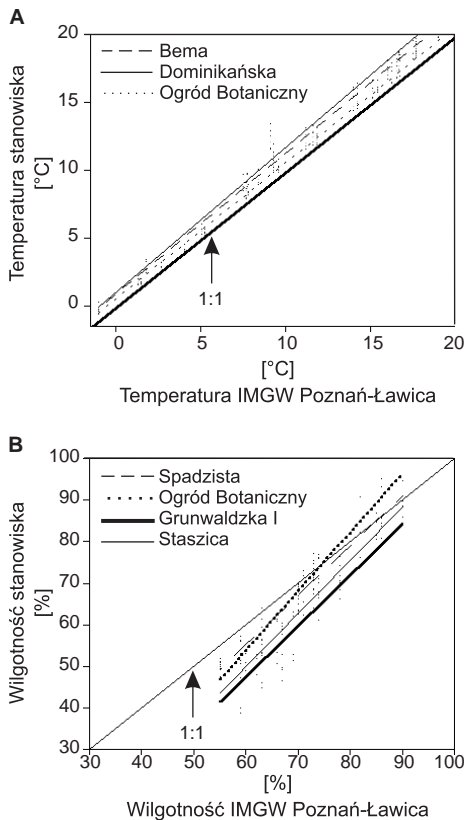 A
Bema
Dominikańska
Ogród Botaniczny
Temperatura stanowiska
[°C]
20
15
10
5
0
1:1
0 5 10 15 20
[°C]
Temperatura IMGW Poznań-Ławica
B
Spadzista
Ogród Botaniczny
Grunwaldzka I
Staszica
Wilgotność stanowiska
[%]
100
90
80
70
60
50
40
30
1:1
30 40 50 60 70 80 90 100
[%]
Wilgotność IMGW Poznań-Ławica